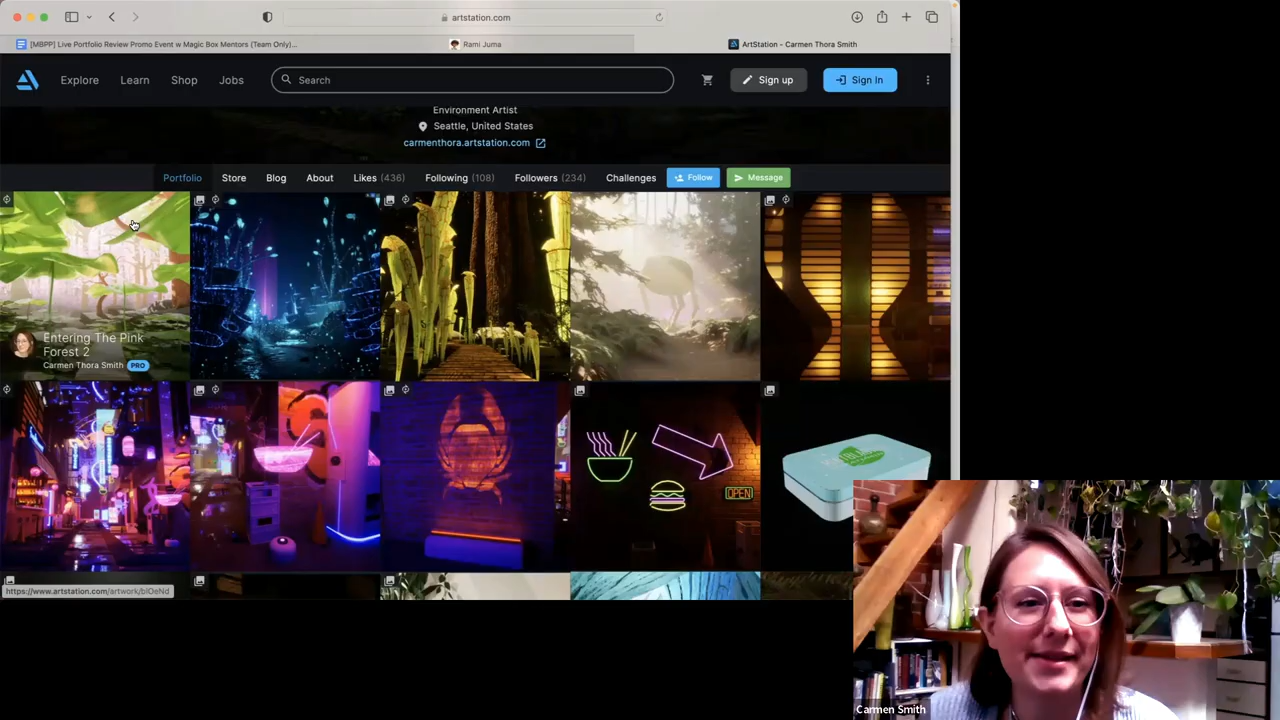 artstation.com
[MBPP] Live Portfolio Review Promo Event w Magic Box Mentors (Team Only)...
Rami Juma
ArtStation - Carmen Thora Smith
Explore
Learn
Shop
Jobs
Search
Sign up
Sign In
Environment Artist
Seattle, United States
carmenthora.artstation.com
Portfolio
Store
Blog
About
Likes (436)
Following (108)
Followers (234)
Challenges
Follow
Message
Entering The Pink
Forest 2
Carmen Thora Smith PRO
OPEN
https://www.artstation.com/artwork/blOeNd
Carmen Smith